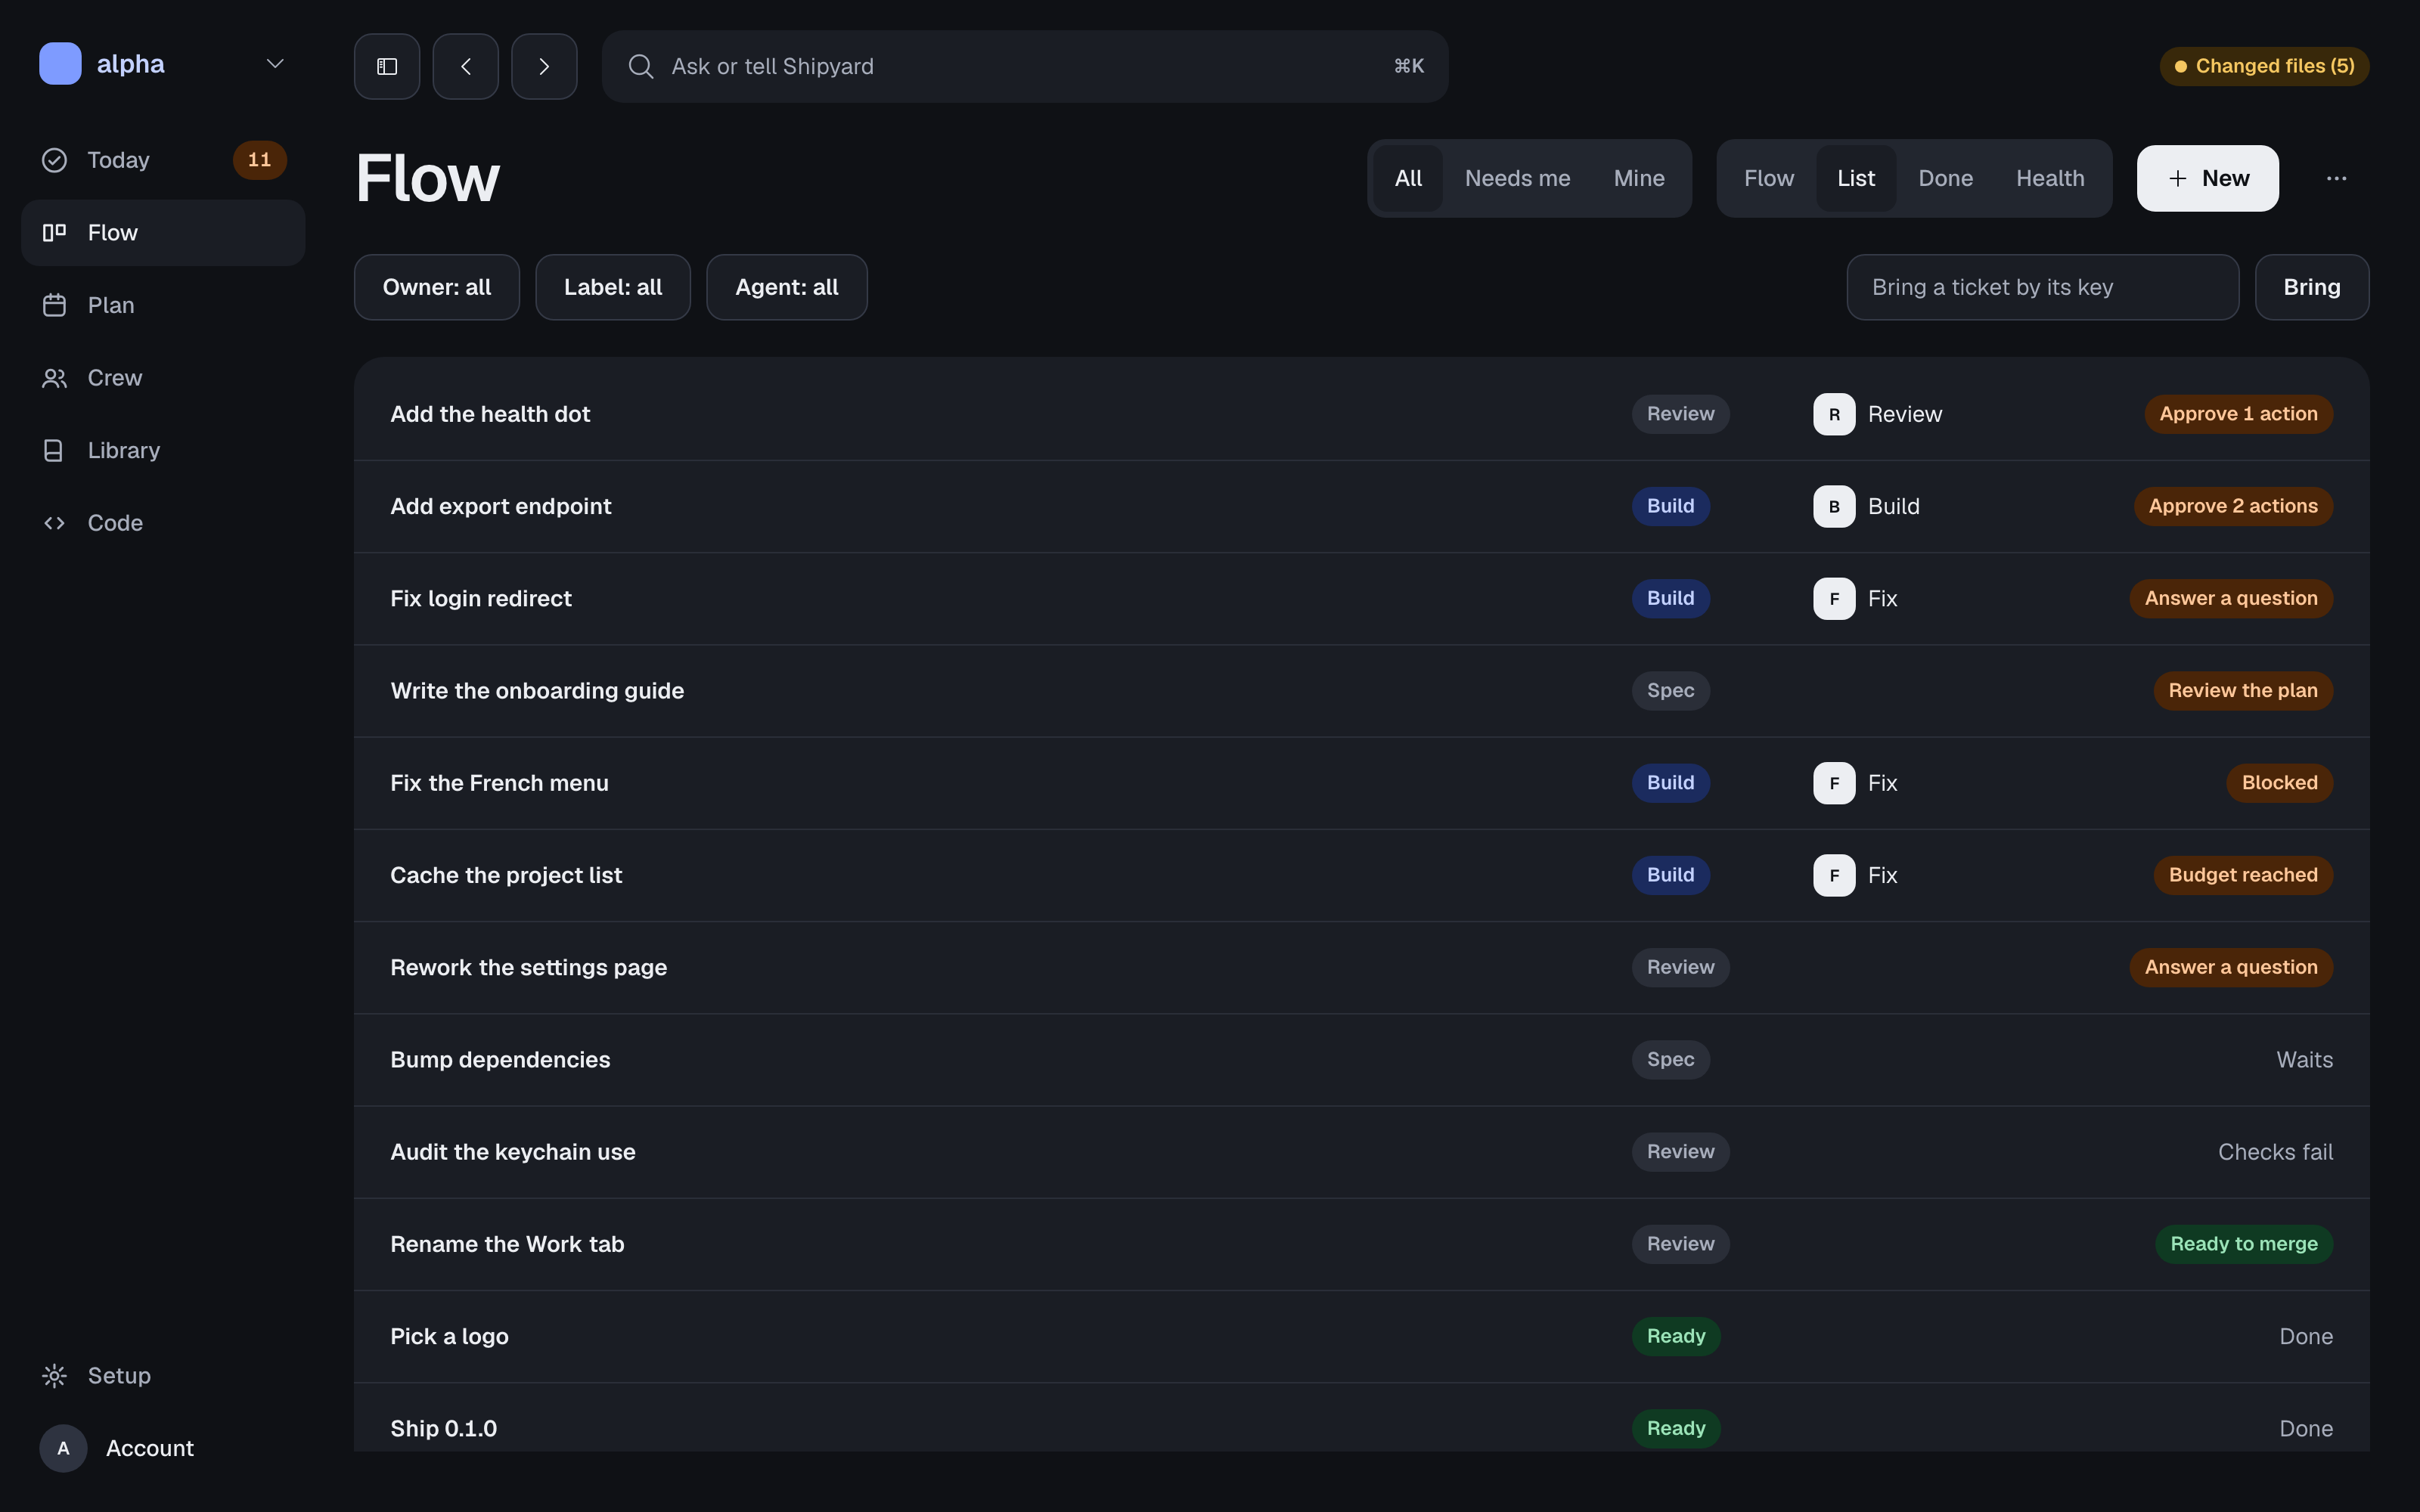 alpha
Ask or tell Shipyard ⌘K
Changed files (5)
Today 11
Flow
Plan
Crew
Library
Code
Setup
A Account
Flow
All Needs me Mine
Flow List Done Health
New
Owner: all Label: all Agent: all
Bring a ticket by its key Bring
Add the health dot Review R Review Approve 1 action
Add export endpoint Build B Build Approve 2 actions
Fix login redirect Build F Fix Answer a question
Write the onboarding guide Spec Review the plan
Fix the French menu Build F Fix Blocked
Cache the project list Build F Fix Budget reached
Rework the settings page Review Answer a question
Bump dependencies Spec Waits
Audit the keychain use Review Checks fail
Rename the Work tab Review Ready to merge
Pick a logo Ready Done
Ship 0.1.0 Ready Done